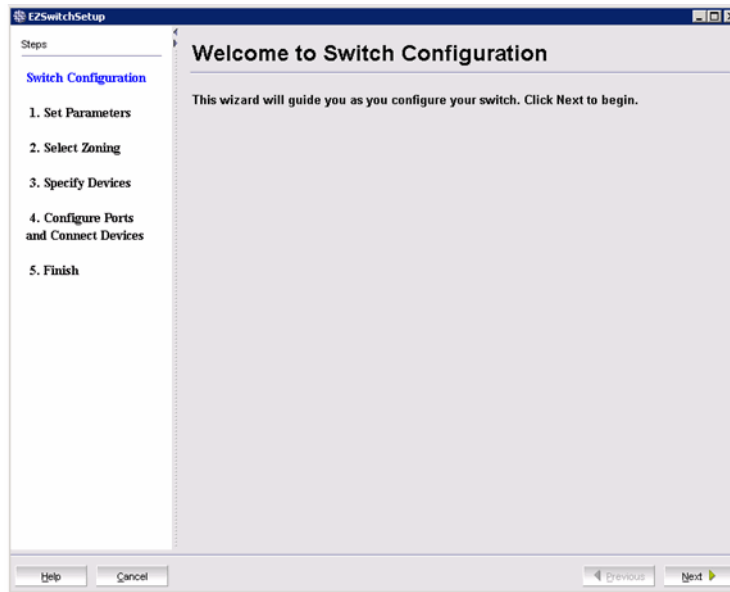 EZSwitchSetup
Steps
Switch Configuration
1. Set Parameters
2. Select Zoning
3. Specify Devices
4. Configure Ports
and Connect Devices
5. Finish
Welcome to Switch Configuration
This wizard will guide you as you configure your switch. Click Next to begin.
Help
Cancel
Previous
Next